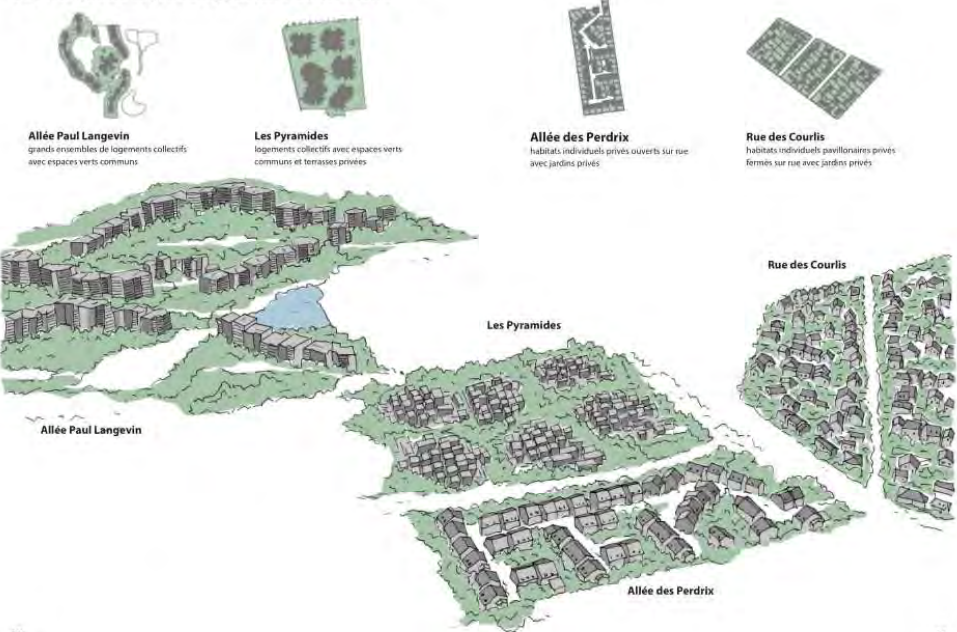 Allée Paul Langevin
grands ensembles de logements collectifs
avec espaces verts communs
Les Pyramides
logements collectifs avec espaces verts
communs et terrasses privées
Allée des Perdrix
habitats individuels privés ouverts sur rue
avec jardins privés
Rue des Courlis
habitats individuels pavillonaires privés
fermés sur rue avec jardins privé
Rue des Courlis
Les Pyramides
Allée Paul Langevin
Allée des Perdrix